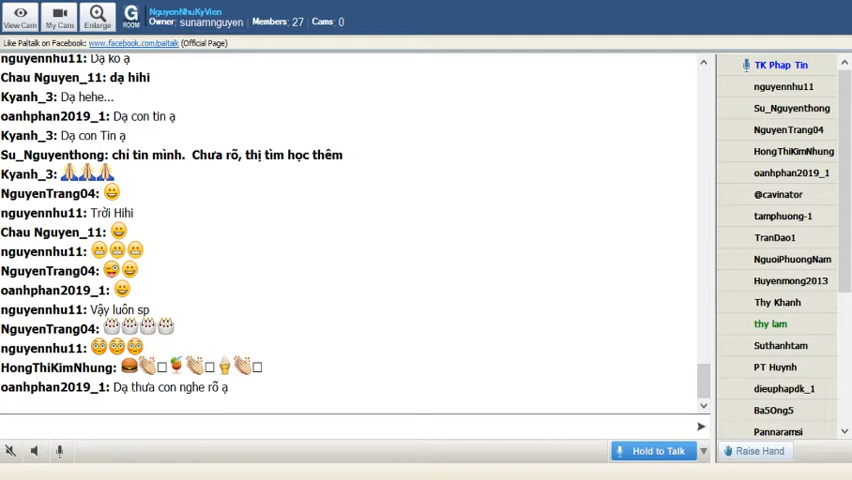 View Cam
My Cam
Enlarge
G
ROOM
NguyenNhuKyVien
Owner: sunamnguyen Members: 27 Cams: 0
Like Paltalk on Facebook: www.facebook.com/paltalk (Official Page)
nguyennhu11: Dạ ko ạ
Chau Nguyen_11: dạ hihi
Kyanh_3: Dạ hehe...
oanhphan2019_1: Dạ con tin ạ
Kyanh_3: Dạ con Tin ạ
Su_Nguyenthong: chỉ tin mình. Chưa rõ, thị tìm học thêm
Kyanh_3:
NguyenTrang04:
nguyennhu11: Trời Hihi
Chau Nguyen_11:
nguyennhu11:
NguyenTrang04:
oanhphan2019_1:
nguyennhu11: Vậy luôn sp
NguyenTrang04:
nguyennhu11:
HongThiKimNhung:
oanhphan2019_1: Dạ thưa con nghe rõ ạ
Hold to Talk
TK Phap Tin
nguyennhu11
Su_Nguyenthong
NguyenTrang04
HongThiKimNhung
oanhphan2019_1
@cavinator
tamphuong-1
TranDao1
NguoiPhuongNam
Huyenmong2013
Thy Khanh
thy lam
Suthanhtam
PT Huynh
dieuphapdk_1
Ba5Ong5
Pannaramsi
Raise Hand